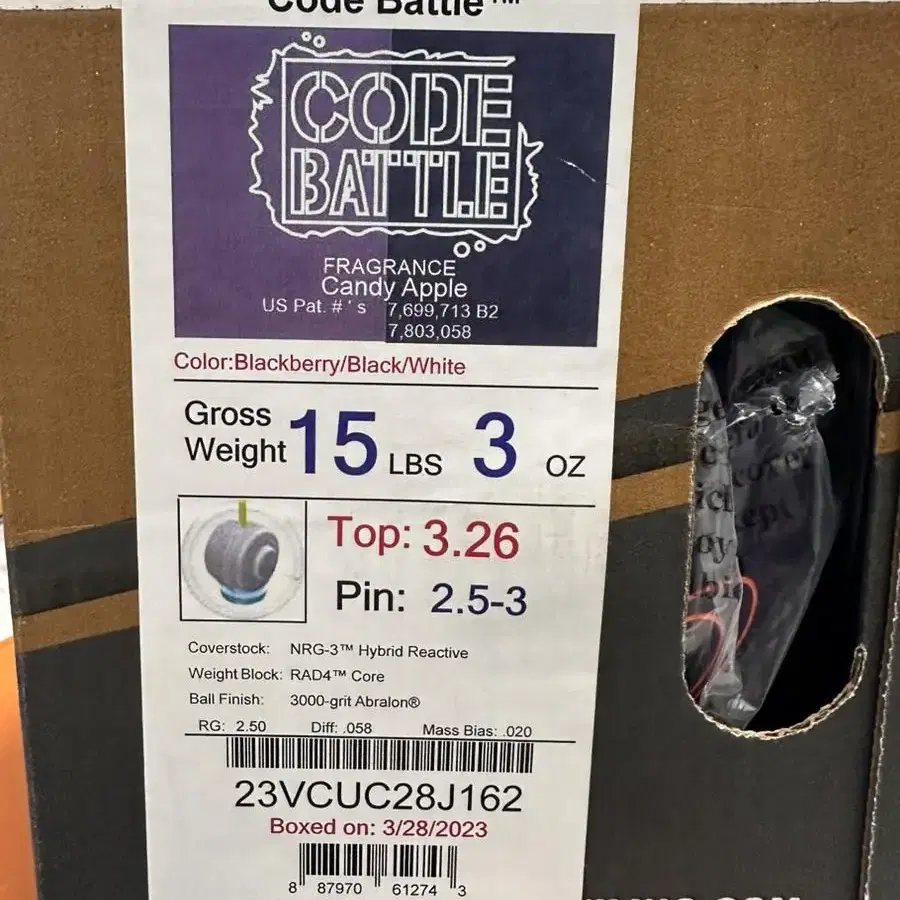 Code Battle™
CODE
BATTLE
FRAGRANCE
Candy Apple
US Pat. # ' s 7,699,713 B2
7,803,058
Color:Blackberry/Black/White
Gross
Weight 15 LBS 3 OZ
Top: 3.26
Pin: 2.5-3
Coverstock: NRG-3™ Hybrid Reactive
Weight Block: RAD4™ Core
Ball Finish: 3000-grit Abralon®
RG: 2.50 Diff: .058 Mass Bias: .020
23VCUC28J162
Boxed on: 3/28/2023
8 87970 61274 3